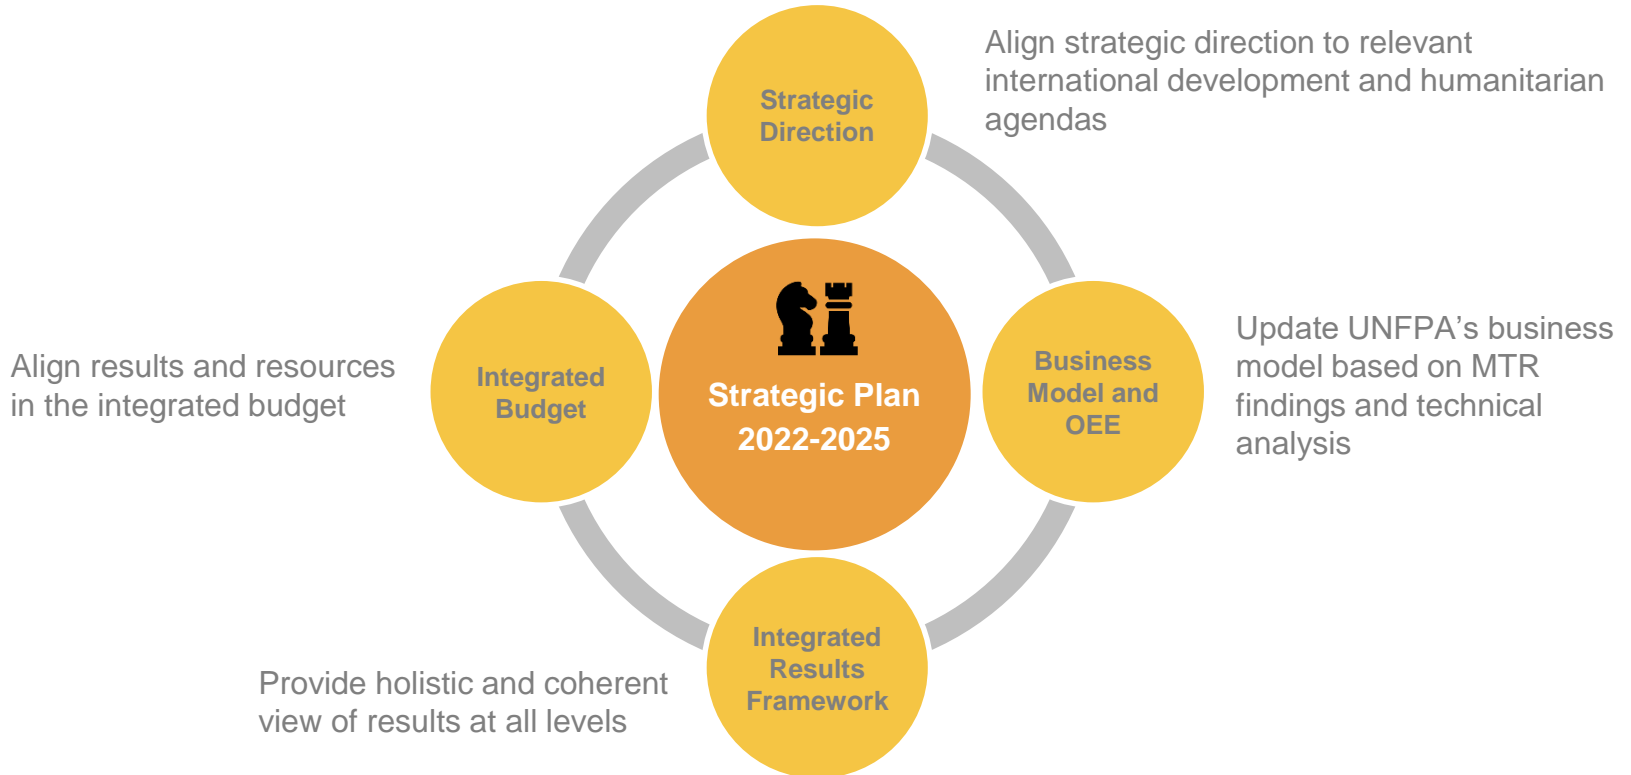 Strategic
Direction
Align strategic direction to relevant
international development and humanitarian
agendas
Align results and resources
in the integrated budget
Integrated
Budget
Strategic Plan
2022-2025
Business
Model and
OEE
Update UNFPA’s business
model based on MTR
findings and technical
analysis
Provide holistic and coherent
view of results at all levels
Integrated
Results
Framework